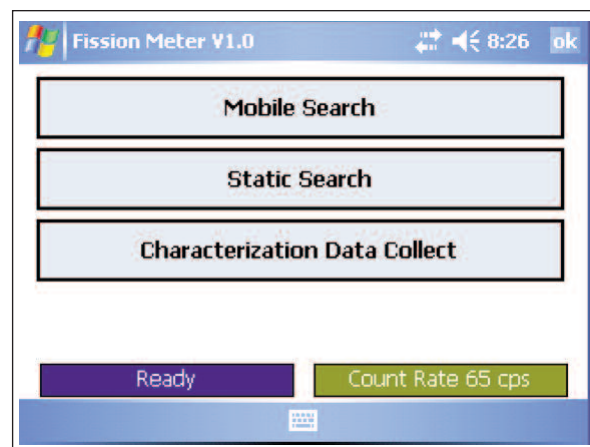 Fission Meter V1.0 8:26 ok
Mobile Search
Static Search
Characterization Data Collect
Ready Count Rate 65 cps